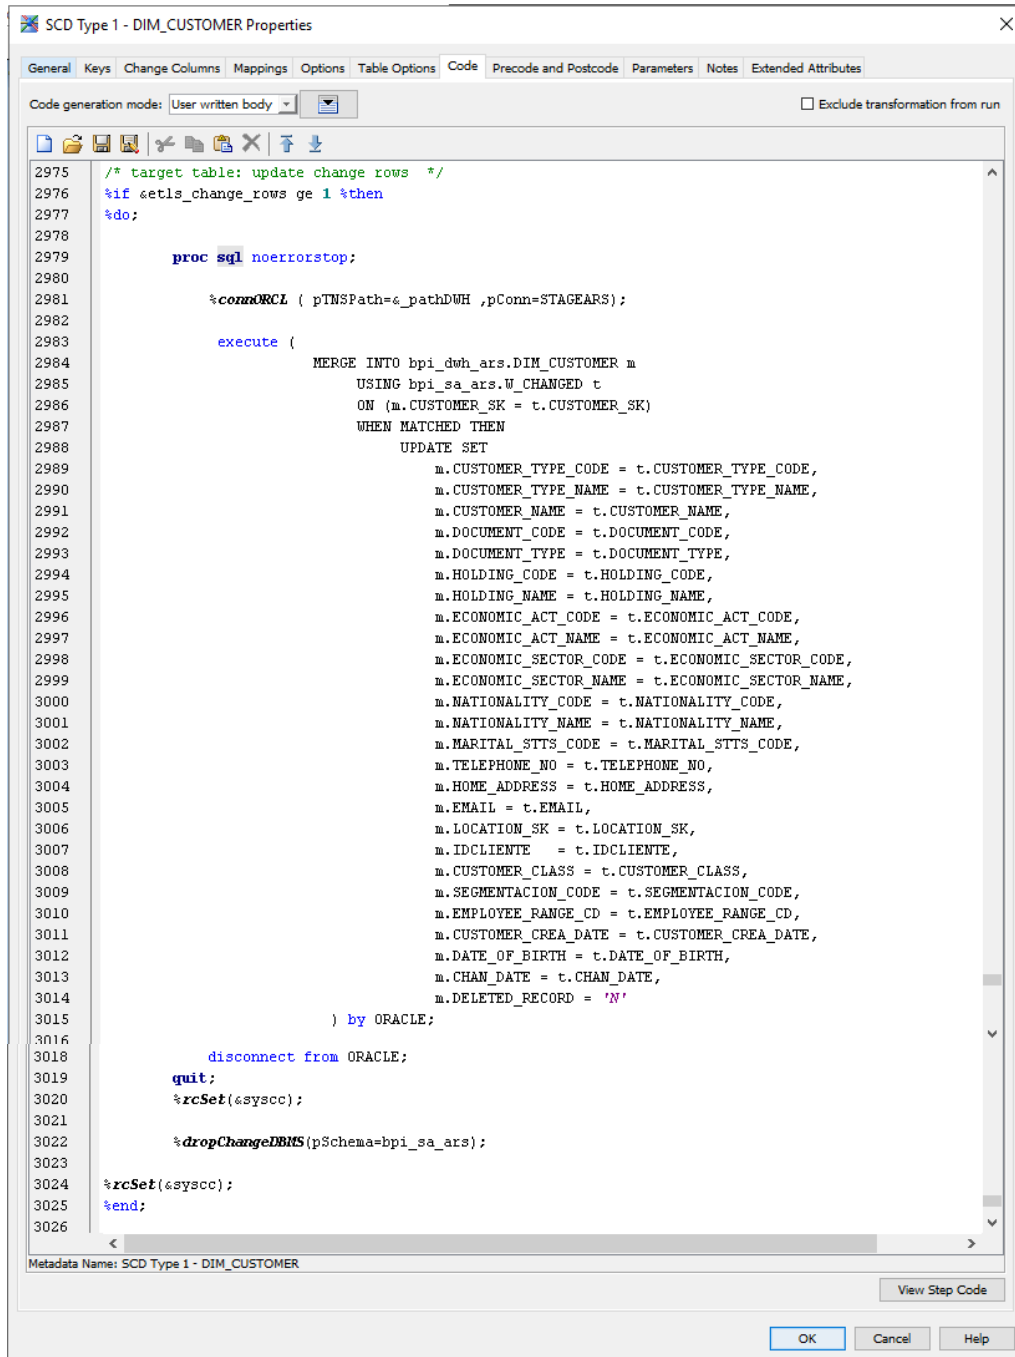 SCD Type 1 - DIM_CUSTOMER Properties
General Keys Change Columns Mappings Options Table Options Code Precode and Postcode Parameters Notes Extended Attributes
Code generation mode: User written body Exclude transformation from run
2975 /* target table: update change rows */
2976 %if &etls_change_rows ge 1 %then
2977 %do;
2978
2979 proc sql noerrorstop;
2980
2981 %connORCL ( pTNSPath=&_pathDWH ,pConn=STAGEARS);
2982
2983 execute (
2984 MERGE INTO bpi_dwh_ars.DIM_CUSTOMER m
2985 USING bpi_sa_ars.W_CHANGED t
2986 ON (m.CUSTOMER_SK = t.CUSTOMER_SK)
2987 WHEN MATCHED THEN
2988 UPDATE SET
2989 m.CUSTOMER_TYPE_CODE = t.CUSTOMER_TYPE_CODE,
2990 m.CUSTOMER_TYPE_NAME = t.CUSTOMER_TYPE_NAME,
2991 m.CUSTOMER_NAME = t.CUSTOMER_NAME,
2992 m.DOCUMENT_CODE = t.DOCUMENT_CODE,
2993 m.DOCUMENT_TYPE = t.DOCUMENT_TYPE,
2994 m.HOLDING_CODE = t.HOLDING_CODE,
2995 m.HOLDING_NAME = t.HOLDING_NAME,
2996 m.ECONOMIC_ACT_CODE = t.ECONOMIC_ACT_CODE,
2997 m.ECONOMIC_ACT_NAME = t.ECONOMIC_ACT_NAME,
2998 m.ECONOMIC_SECTOR_CODE = t.ECONOMIC_SECTOR_CODE,
2999 m.ECONOMIC_SECTOR_NAME = t.ECONOMIC_SECTOR_NAME,
3000 m.NATIONALITY_CODE = t.NATIONALITY_CODE,
3001 m.NATIONALITY_NAME = t.NATIONALITY_NAME,
3002 m.MARITAL_STTS_CODE = t.MARITAL_STTS_CODE,
3003 m.TELEPHONE_NO = t.TELEPHONE_NO,
3004 m.HOME_ADDRESS = t.HOME_ADDRESS,
3005 m.EMAIL = t.EMAIL,
3006 m.LOCATION_SK = t.LOCATION_SK,
3007 m.IDCLIENTE = t.IDCLIENTE,
3008 m.CUSTOMER_CLASS = t.CUSTOMER_CLASS,
3009 m.SEGMENTACION_CODE = t.SEGMENTACION_CODE,
3010 m.EMPLOYEE_RANGE_CD = t.EMPLOYEE_RANGE_CD,
3011 m.CUSTOMER_CREA_DATE = t.CUSTOMER_CREA_DATE,
3012 m.DATE_OF_BIRTH = t.DATE_OF_BIRTH,
3013 m.CHAN_DATE = t.CHAN_DATE,
3014 m.DELETED_RECORD = 'N'
3015 ) by ORACLE;
3016
3018 disconnect from ORACLE;
3019 quit;
3020 %rcSet(&syscc);
3021
3022 %dropChangeDBMS(pSchema=bpi_sa_ars);
3023
3024 %rcSet(&syscc);
3025 %end;
3026
Metadata Name: SCD Type 1 - DIM_CUSTOMER
View Step Code
OK Cancel Help